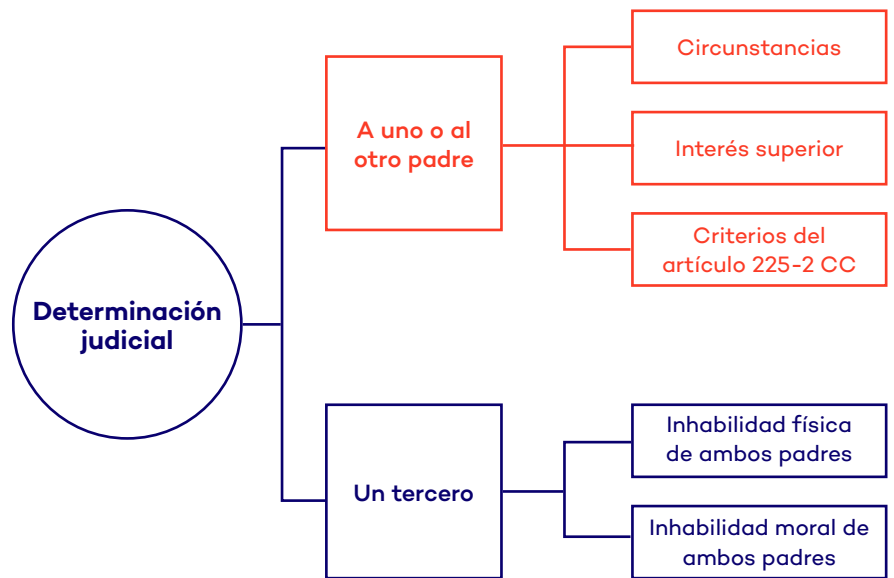 Determinación
judicial
A uno o al
otro padre
Circunstancias
Interés superior
Criterios del
artículo 225-2 CC
Un tercero
Inhabilidad física
de ambos padres
Inhabilidad moral de
ambos padres